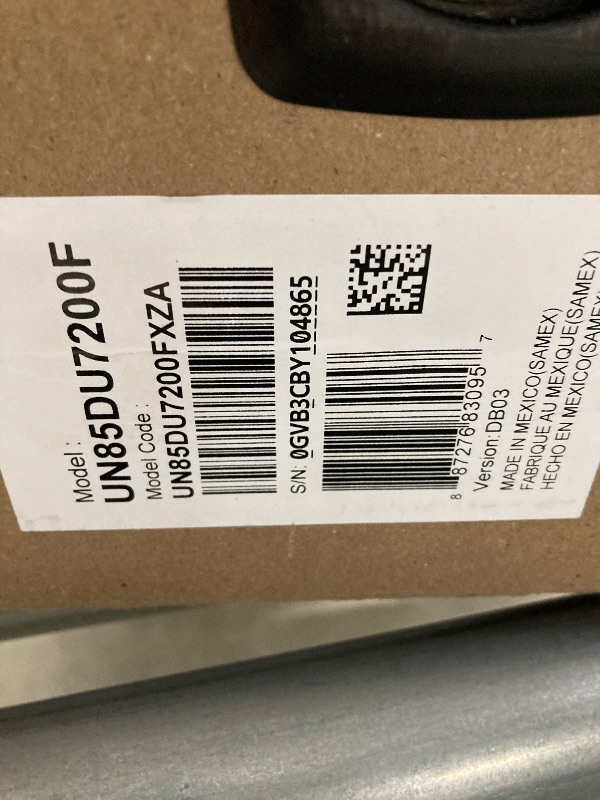 Model :
UN85DU7200F
Model Code :
UN85DU7200FXZA
S/N: 0GVB3CBY104865
8 87276 83095 7
Version: DB03
MADE IN MEXICO(SAMEX)
FABRIQUE AU MEXIQUE(SAMEX)
HECHO EN MEXICO(SAMEX)